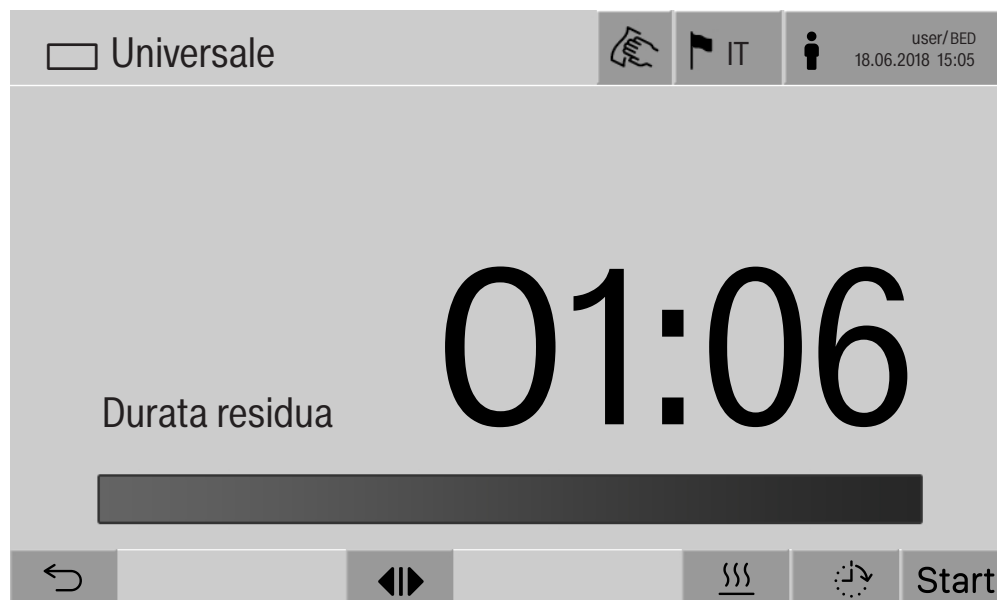 Universale
IT
user/BED
18.06.2018 15:05
01:06
Durata residua
Start